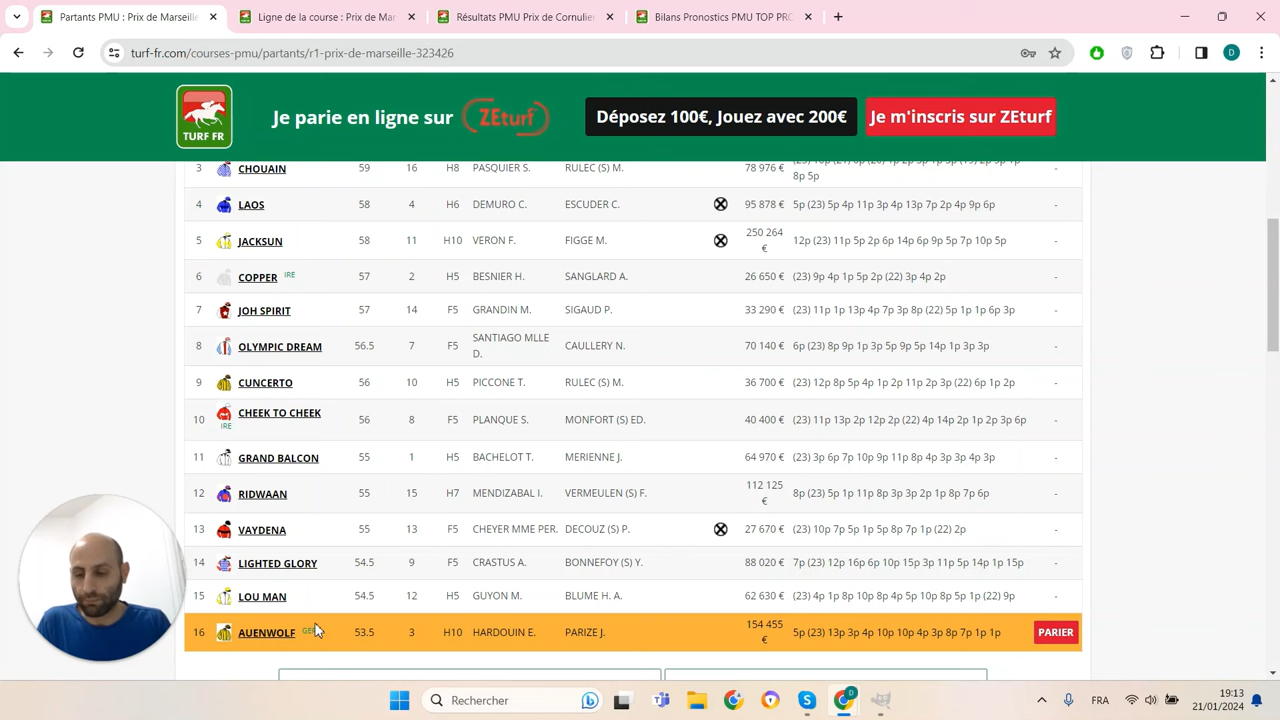 Partants PMU : Prix de Marseille
Ligne de la course : Prix de Mar
Résultats PMU Prix de Cornulier
Bilans Pronostics PMU TOP PRO
turf-fr.com/courses-pmu/partants/r1-prix-de-marseille-323426
D
TURF FR
Je parie en ligne sur ZEturf
Déposez 100€, Jouez avec 200€
Je m'inscris sur ZEturf
3 CHOUAIN 59 16 H8 PASQUIER S. RULEC (S) M. 78 976 €
8p 5p
4 LAOS 58 4 H6 DEMURO C. ESCUDER C. 95 878 € 5p (23) 5p 4p 11p 3p 4p 13p 7p 2p 4p 9p 6p -
5 JACKSUN 58 11 H10 VERON F. FIGGE M. 250 264 € 12p (23) 11p 5p 2p 6p 14p 6p 9p 5p 7p 10p 5p -
6 COPPER IRE 57 2 H5 BESNIER H. SANGLARD A. 26 650 € (23) 9p 4p 1p 5p 2p (22) 3p 4p 2p -
7 JOH SPIRIT 57 14 F5 GRANDIN M. SIGAUD P. 33 290 € (23) 11p 1p 13p 4p 7p 3p 8p (22) 5p 1p 1p 6p 3p -
8 OLYMPIC DREAM 56.5 7 F5 SANTIAGO MLLE D. CAULLERY N. 70 140 € 6p (23) 8p 9p 1p 3p 5p 9p 5p 14p 1p 3p 3p -
9 CUNCERTO 56 10 H5 PICCONE T. RULEC (S) M. 36 700 € (23) 12p 8p 5p 4p 1p 2p 11p 2p 3p (22) 6p 1p 2p -
10 CHEEK TO CHEEK IRE 56 8 F5 PLANQUE S. MONFORT (S) ED. 40 400 € (23) 11p 13p 2p 12p 2p (22) 4p 14p 2p 1p 2p 3p 6p -
11 GRAND BALCON 55 1 H5 BACHELOT T. MERIENNE J. 64 970 € (23) 3p 6p 7p 10p 9p 11p 8p 4p 3p 3p 4p 3p -
12 RIDWAAN 55 15 H7 MENDIZABAL I. VERMEULEN (S) F. 112 125 € 8p (23) 5p 1p 11p 8p 3p 3p 4p 1p 8p 7p 6p -
13 VAYDENA 55 13 F5 CHEYER MME PER. DECOUZ (S) P. 27 670 € (23) 10p 7p 5p 1p 5p 8p 7p 1p (22) 2p -
14 LIGHTED GLORY 54.5 9 F5 CRASTUS A. BONNEFOY (S) Y. 88 020 € 7p (23) 12p 16p 6p 10p 15p 3p 11p 5p 14p 1p 15p -
15 LOU MAN 54.5 12 H5 GUYON M. BLUME H. A. 62 630 € (23) 4p 1p 8p 10p 8p 4p 5p 10p 8p 5p 1p (22) 9p -
16 AUENWOLF 53.5 3 H10 HARDOUIN E. PARIZE J. 154 455 € 5p (23) 13p 3p 4p 10p 10p 4p 3p 8p 7p 1p 1p PARIER
Rechercher
FRA
19:13
21/01/2024